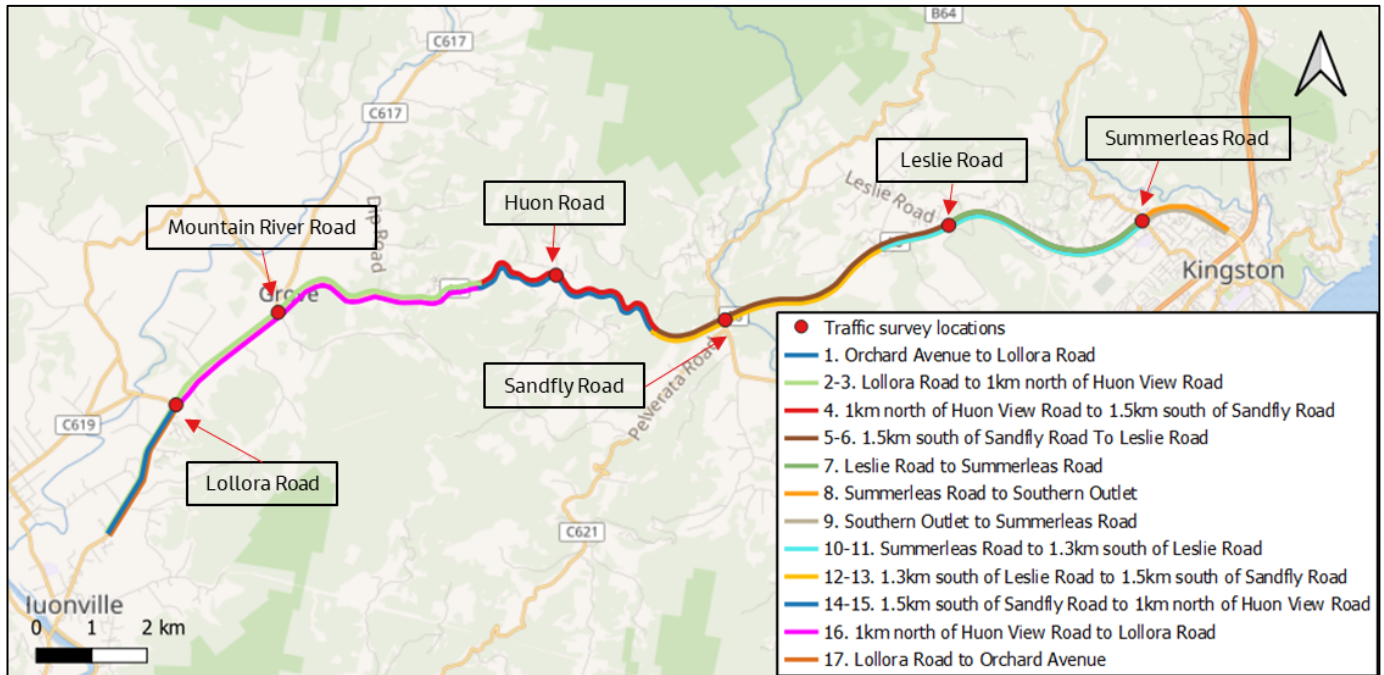 B64
C617
C617
Summerleas Road
Leslie Road
Leslie Road
Huon Road
Mountain River Road
Dip Road
Grove
Kingston
Sandfly Road
Pelverata Road
C619
Lollora Road
C621
Huonville
0 1 2 km
Traffic survey locations
1. Orchard Avenue to Lollora Road
2-3. Lollora Road to 1km north of Huon View Road
4. 1km north of Huon View Road to 1.5km south of Sandfly Road
5-6. 1.5km south of Sandfly Road To Leslie Road
7. Leslie Road to Summerleas Road
8. Summerleas Road to Southern Outlet
9. Southern Outlet to Summerleas Road
10-11. Summerleas Road to 1.3km south of Leslie Road
12-13. 1.3km south of Leslie Road to 1.5km south of Sandfly Road
14-15. 1.5km south of Sandfly Road to 1km north of Huon View Road
16. 1km north of Huon View Road to Lollora Road
17. Lollora Road to Orchard Avenue